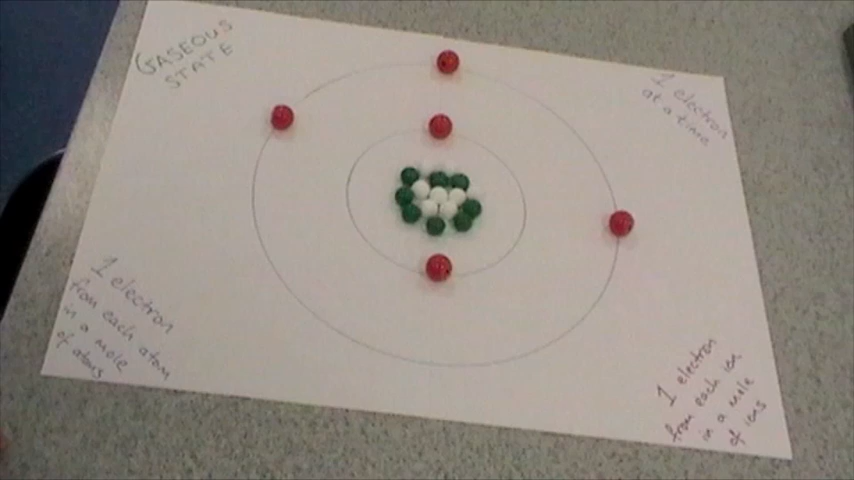 GASEOUS
STATE
1 electron
at a time
1 electron
from each atom
in a mole
of atoms
1 electron
from each ion
in a mole
of ions